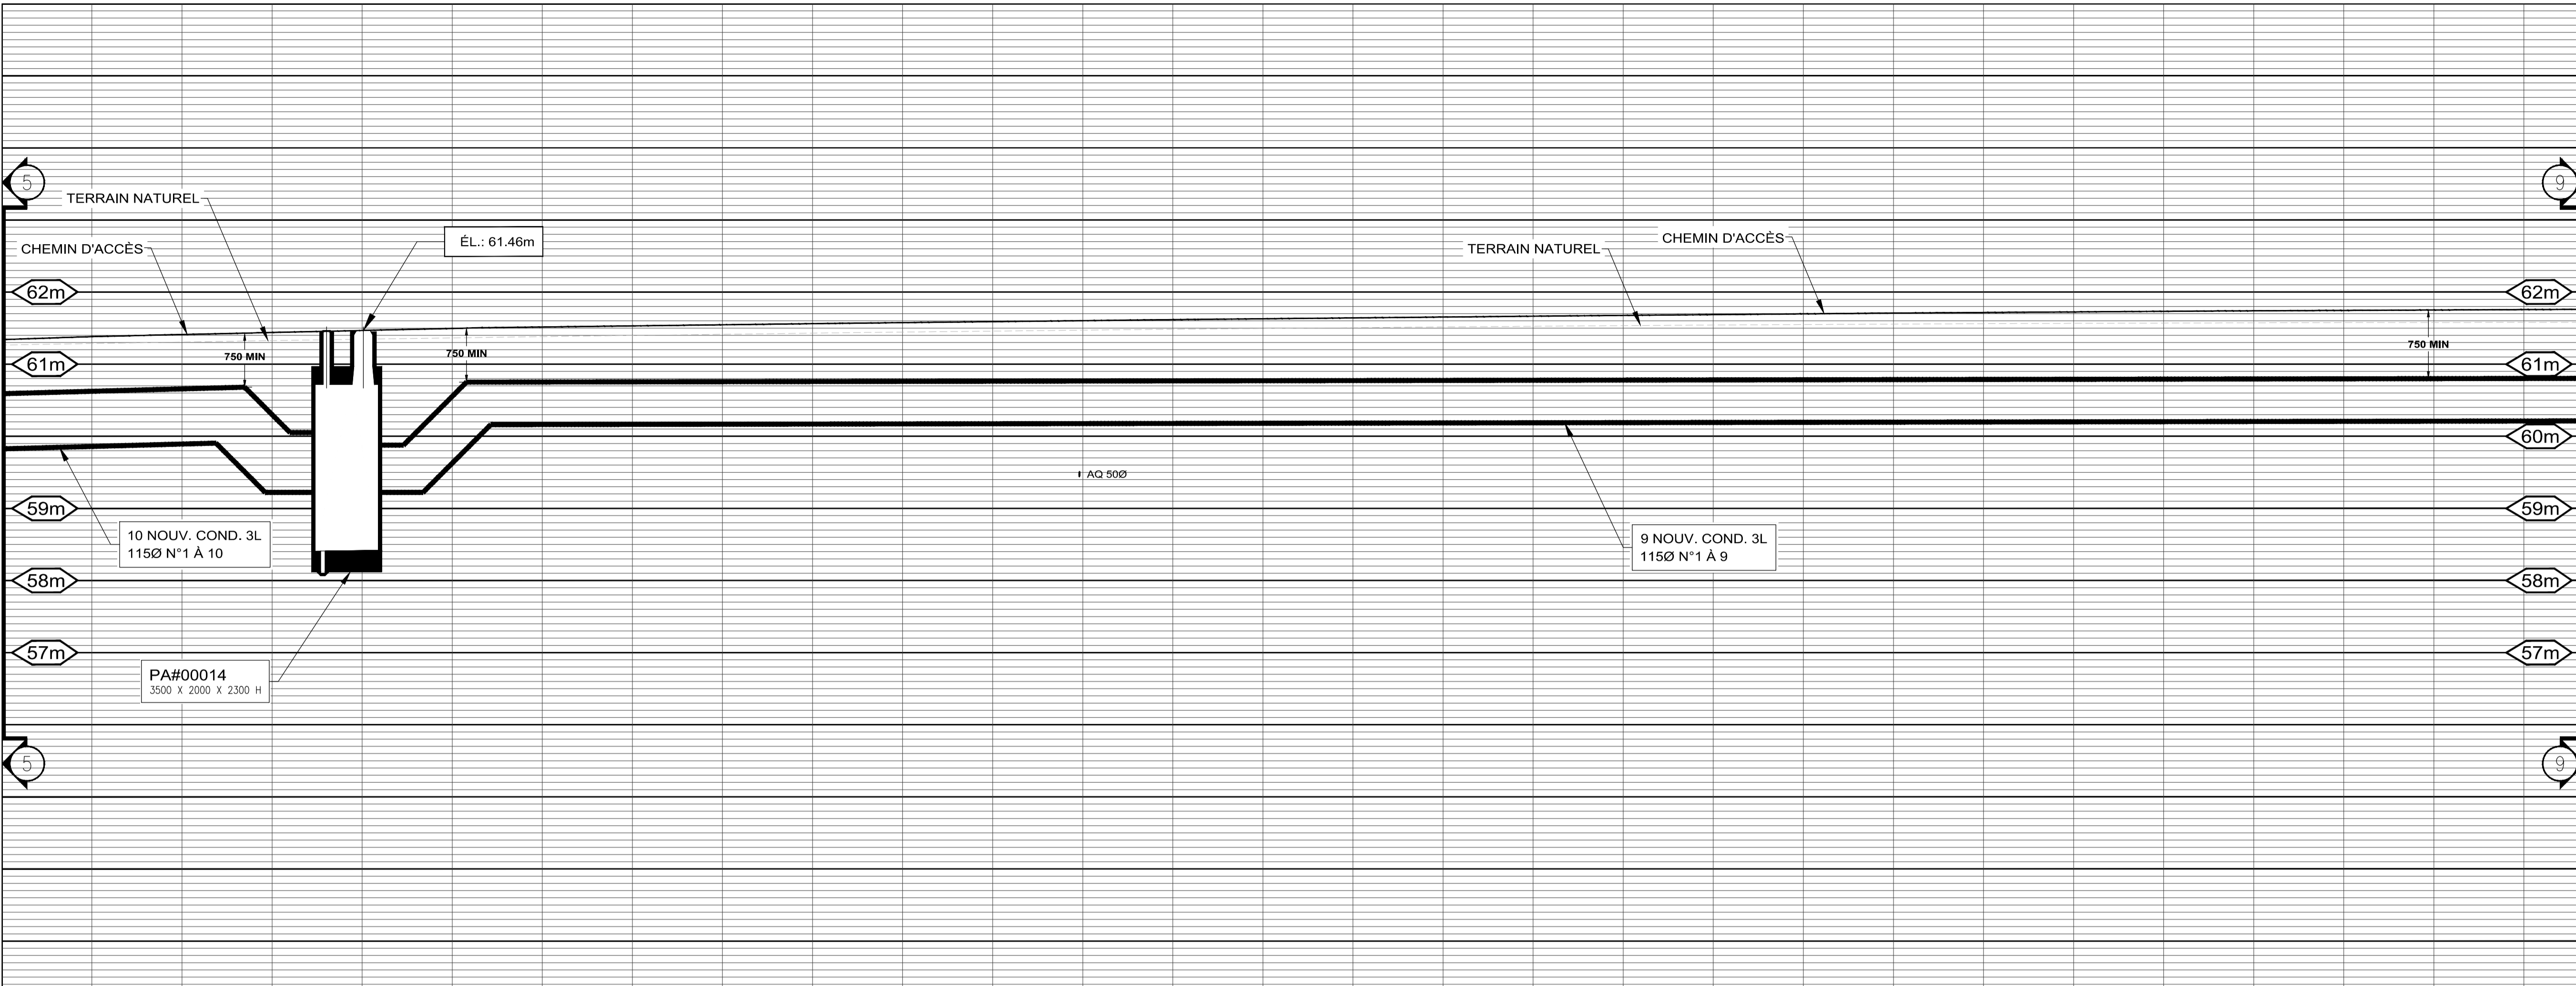 5
9
TERRAIN NATUREL
CHEMIN D'ACCÈS
ÉL.: 61.46m
TERRAIN NATUREL
CHEMIN D'ACCÈS
62m
62m
750 MIN
750 MIN
750 MIN
61m
61m
60m
AQ 50Ø
59m
59m
10 NOUV. COND. 3L
115Ø N°1 À 10
9 NOUV. COND. 3L
115Ø N°1 À 9
58m
58m
57m
57m
PA#00014
3500 X 2000 X 2300 H
5
9